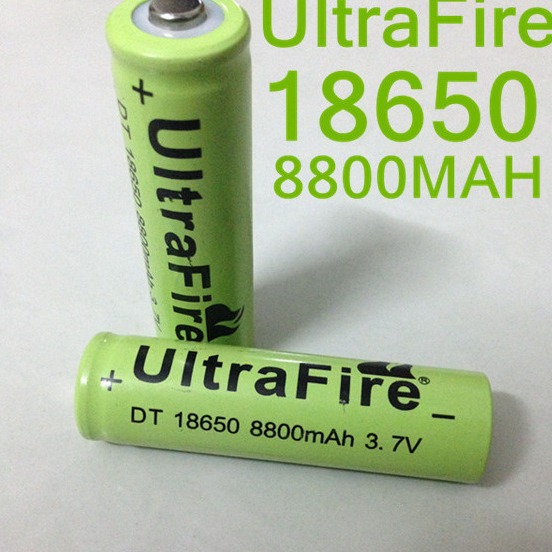 UltraFire
18650
8800MAH
+ UltraFire
DT 18650 8800mAh 3.7V
+ UltraFire® −
DT 18650 8800mAh 3.7V